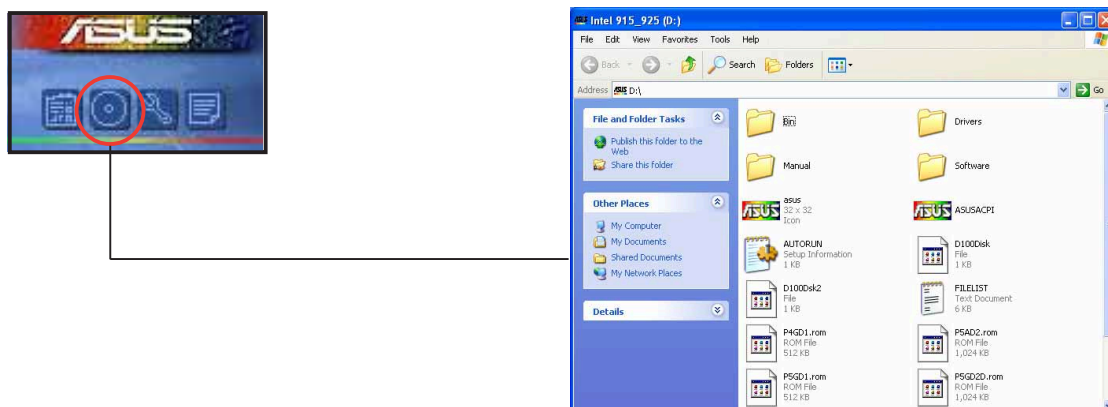 ASUS
Intel 915_925 (D:)
File Edit View Favorites Tools Help
Back Search Folders
Address D:\ Go
File and Folder Tasks
Publish this folder to the
Web
Share this folder
Other Places
My Computer
My Documents
Shared Documents
My Network Places
Details
Bin
Drivers
Manual
Software
asus
32 x 32
Icon
ASUSACPI
AUTORUN
Setup Information
1 KB
D100Disk
File
1 KB
D100Dsk2
File
1 KB
FILELIST
Text Document
6 KB
P4GD1.rom
ROM File
512 KB
P5AD2.rom
ROM File
1,024 KB
P5GD1.rom
ROM File
512 KB
P5GD2D.rom
ROM File
1,024 KB